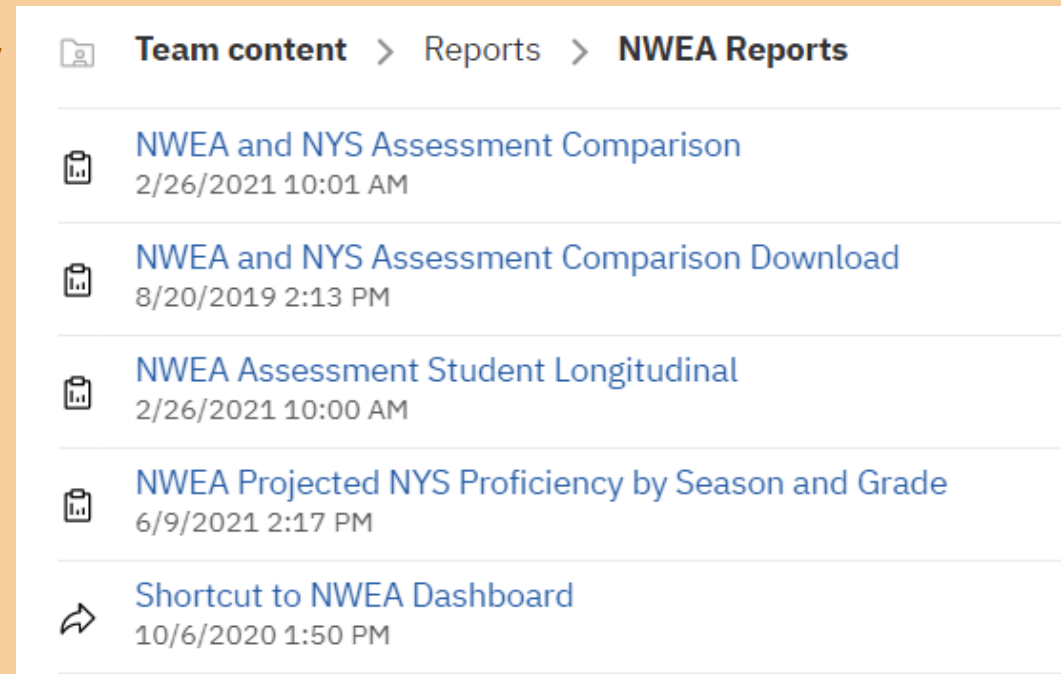 Team content > Reports > NWEA Reports
NWEA and NYS Assessment Comparison
2/26/2021 10:01 AM
NWEA and NYS Assessment Comparison Download
8/20/2019 2:13 PM
NWEA Assessment Student Longitudinal
2/26/2021 10:00 AM
NWEA Projected NYS Proficiency by Season and Grade
6/9/2021 2:17 PM
Shortcut to NWEA Dashboard
10/6/2020 1:50 PM